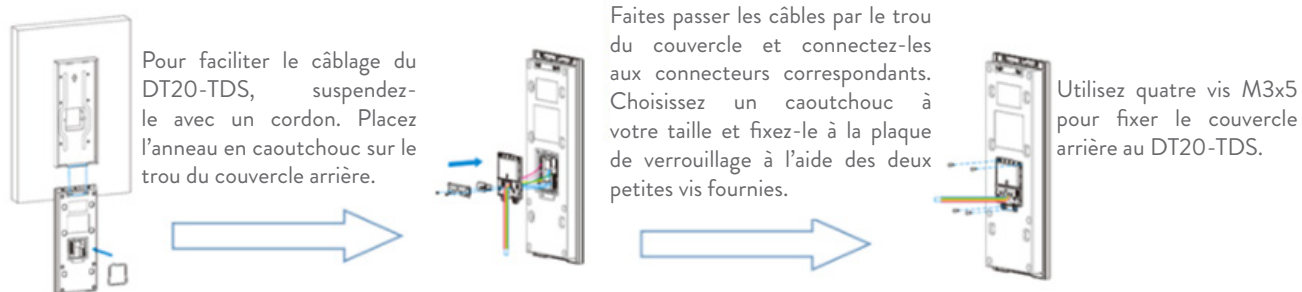 Pour faciliter le câblage du
DT20-TDS, suspendez-
le avec un cordon. Placez
l’anneau en caoutchouc sur le
trou du couvercle arrière.
Faites passer les câbles par le trou
du couvercle et connectez-les
aux connecteurs correspondants.
Choisissez un caoutchouc à
votre taille et fixez-le à la plaque
de verrouillage à l’aide des deux
petites vis fournies.
Utilisez quatre vis M3x5
pour fixer le couvercle
arrière au DT20-TDS.